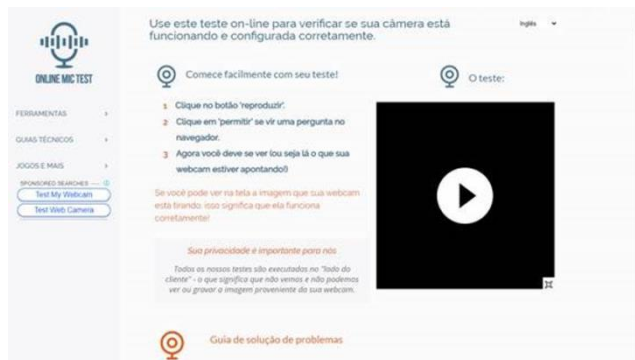 Use este teste on-line para verificar se sua câmera está
funcionando e configurada corretamente.
Inglês
ONLINE MIC TEST
FERRAMENTAS
GUIAS TÉCNICOS
JOGOS E MAIS
SPONSORED SEARCHES
Test My Webcam
Test Web Camera
Comece facilmente com seu teste!
1 Clique no botão 'reproduzir'.
2 Clique em 'permitir' se vir uma pergunta no
navegador.
3 Agora você deve se ver (ou seja lá o que sua
webcam estiver apontando!)
Se você pode ver na tela a imagem que sua webcam
está tirando, isso significa que ela funciona
corretamente!
Sua privacidade é importante para nós
Todos os nossos testes são executados no "lado do
cliente" - o que significa que não vemos e não podemos
ver ou gravar a imagem proveniente da sua webcam.
O teste:
Guia de solução de problemas